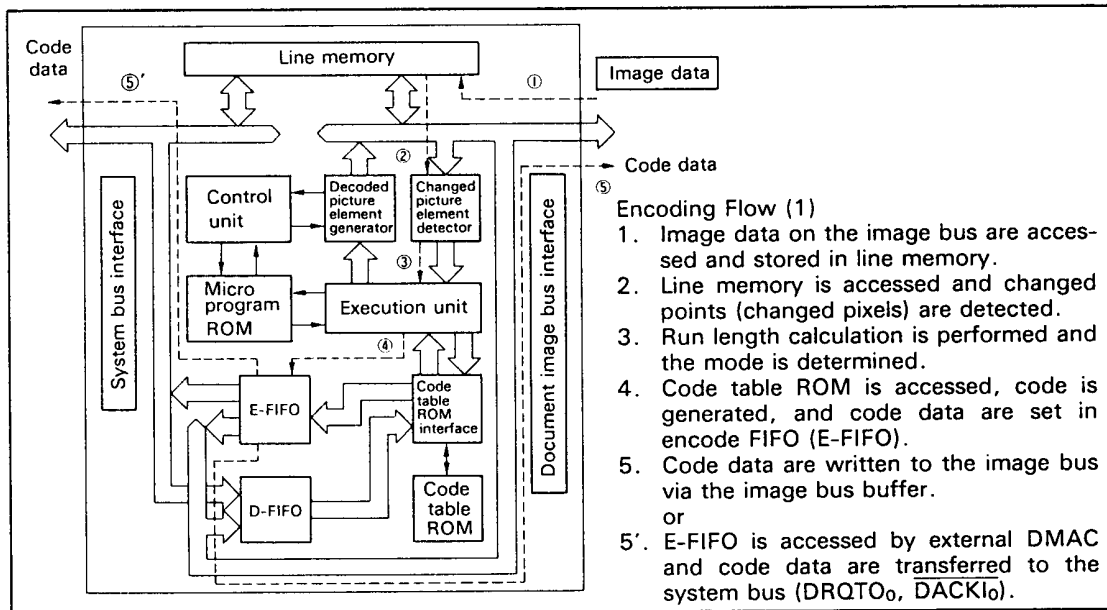 Code
data
⑤'
Line memory
①
Image data
②
Code data
⑤
System bus interface
Control
unit
Decoded
picture
element
generator
Changed
picture
element
detector
Document image bus interface
③
Micro
program
ROM
Execution unit
④
E-FIFO
Code
table
ROM
interface
D-FIFO
Code
table
ROM
Encoding Flow (1)
1. Image data on the image bus are acces-
sed and stored in line memory.
2. Line memory is accessed and changed
points (changed pixels) are detected.
3. Run length calculation is performed and
the mode is determined.
4. Code table ROM is accessed, code is
generated, and code data are set in
encode FIFO (E-FIFO).
5. Code data are written to the image bus
via the image bus buffer.
or
5'. E-FIFO is accessed by external DMAC
and code data are transferred to the
system bus (DRQTO₀, D̅A̅C̅K̅I̅₀̅).